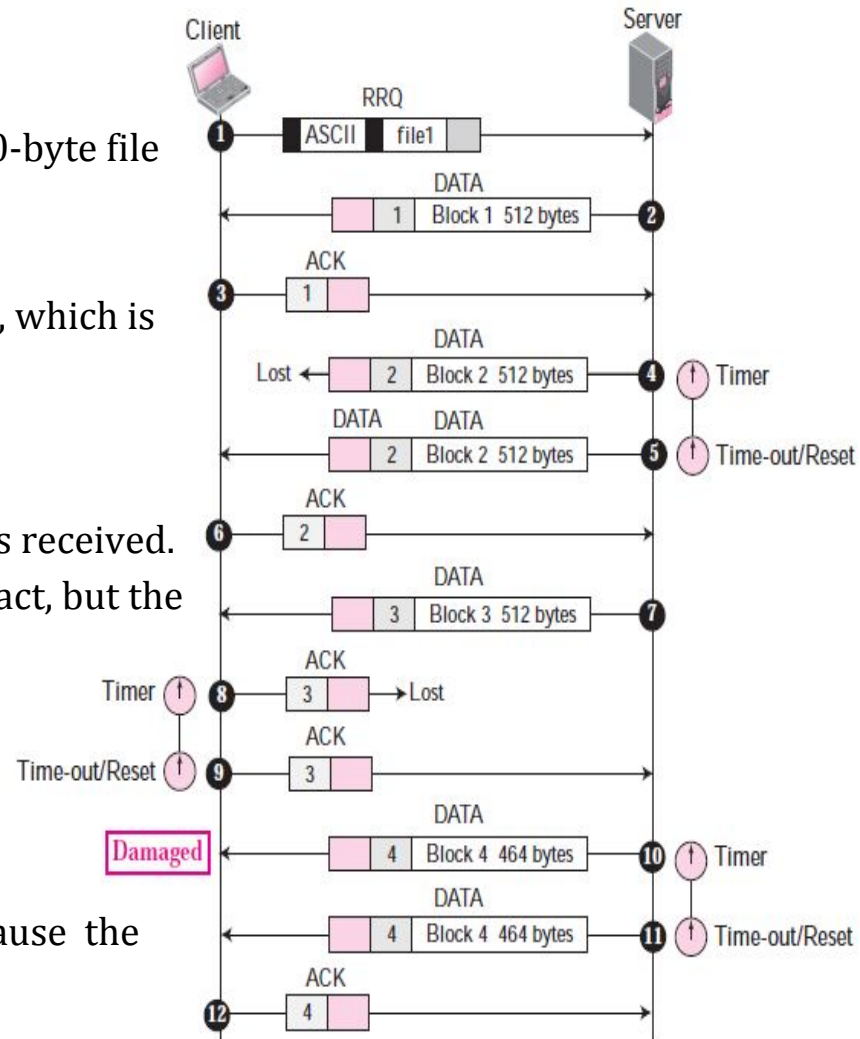 Client
Server
RRQ
0-byte file
1 ASCII file1
DATA
1 Block 1 512 bytes 2
ACK
3 1
, which is
DATA
Lost 2 Block 2 512 bytes 4 Timer
DATA DATA
2 Block 2 512 bytes 5 Time-out/Reset
ACK
s received.
6 2
DATA
act, but the
3 Block 3 512 bytes 7
ACK
Timer 8 3 Lost
ACK
Time-out/Reset 9 3
DATA
Damaged 4 Block 4 464 bytes 10 Timer
DATA
ause the
4 Block 4 464 bytes 11 Time-out/Reset
ACK
12 4